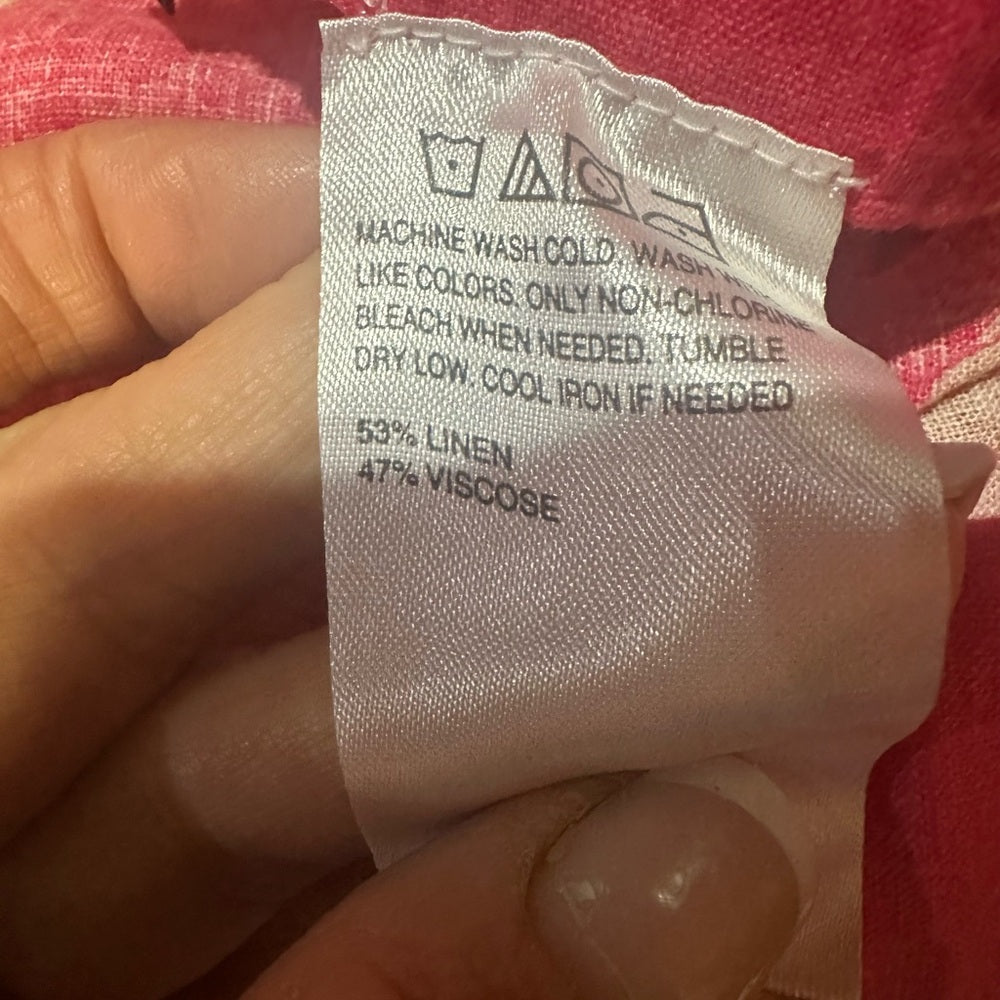 MACHINE WASH COLD. WASH
LIKE COLORS. ONLY NON-CHLORINE
BLEACH WHEN NEEDED. TUMBLE
DRY LOW. COOL IRON IF NEEDED
53% LINEN
47% VISCOSE